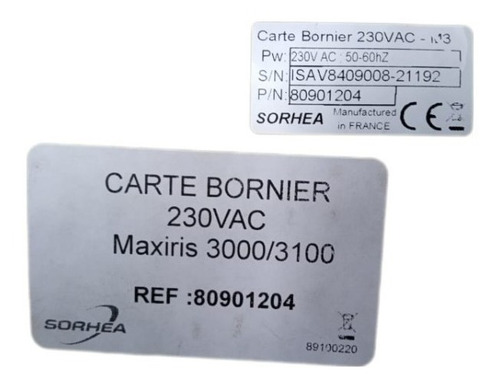 Carte Bornier 230VAC - M3
Pw: 230V AC : 50-60hZ
S/N: ISAV8409008-21192
P/N: 80901204
SORHEA Manufactured in FRANCE CE
CARTE BORNIER
230VAC
Maxiris 3000/3100
REF :80901204
SORHEA
89100220